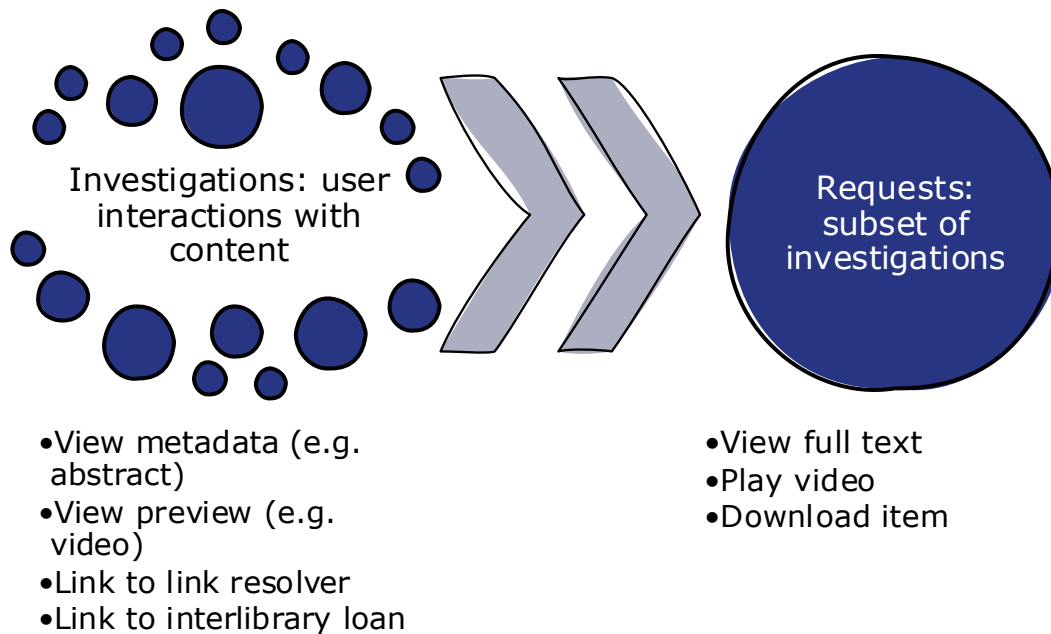 Investigations: user
interactions with
content
Requests:
subset of
investigations
•View metadata (e.g.
abstract)
•View preview (e.g.
video)
•Link to link resolver
•Link to interlibrary loan
•View full text
•Play video
•Download item